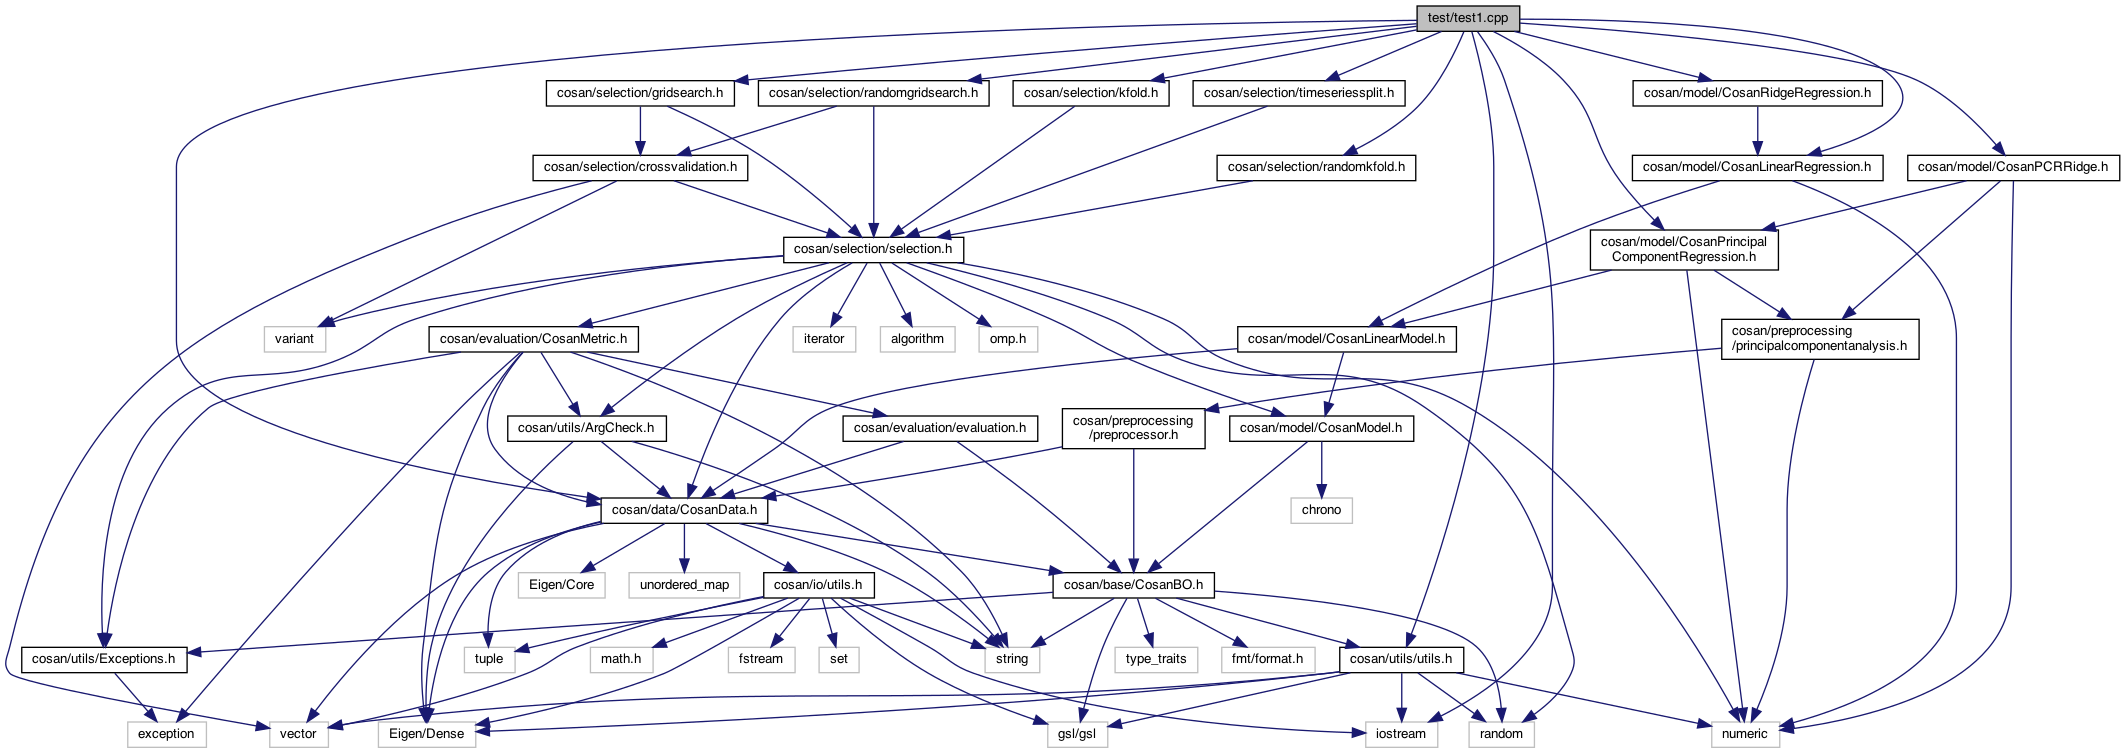 test/test1.cpp
cosan/selection/gridsearch.h
cosan/selection/randomgridsearch.h
cosan/selection/kfold.h
cosan/selection/timeseriessplit.h
cosan/model/CosanRidgeRegression.h
cosan/selection/crossvalidation.h
cosan/selection/randomkfold.h
cosan/model/CosanLinearRegression.h
cosan/model/CosanPCRRidge.h
cosan/selection/selection.h
cosan/model/CosanPrincipal
ComponentRegression.h
variant
cosan/evaluation/CosanMetric.h
iterator
algorithm
omp.h
cosan/model/CosanLinearModel.h
cosan/preprocessing
/principalcomponentanalysis.h
cosan/utils/ArgCheck.h
cosan/evaluation/evaluation.h
cosan/preprocessing
/preprocessor.h
cosan/model/CosanModel.h
cosan/data/CosanData.h
chrono
Eigen/Core
unordered_map
cosan/io/utils.h
cosan/base/CosanBO.h
cosan/utils/Exceptions.h
tuple
math.h
fstream
set
string
type_traits
fmt/format.h
cosan/utils/utils.h
exception
vector
Eigen/Dense
gsl/gsl
iostream
random
numeric